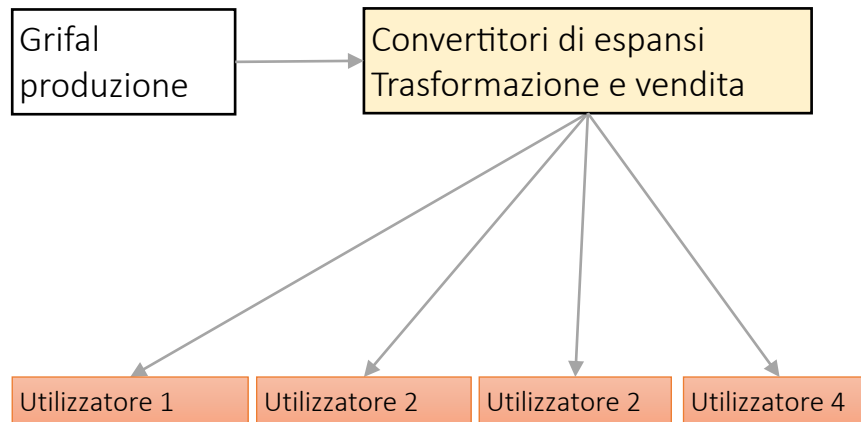 Grifal
produzione
Convertitori di espansi
Trasformazione e vendita
Utilizzatore 1
Utilizzatore 2
Utilizzatore 2
Utilizzatore 4